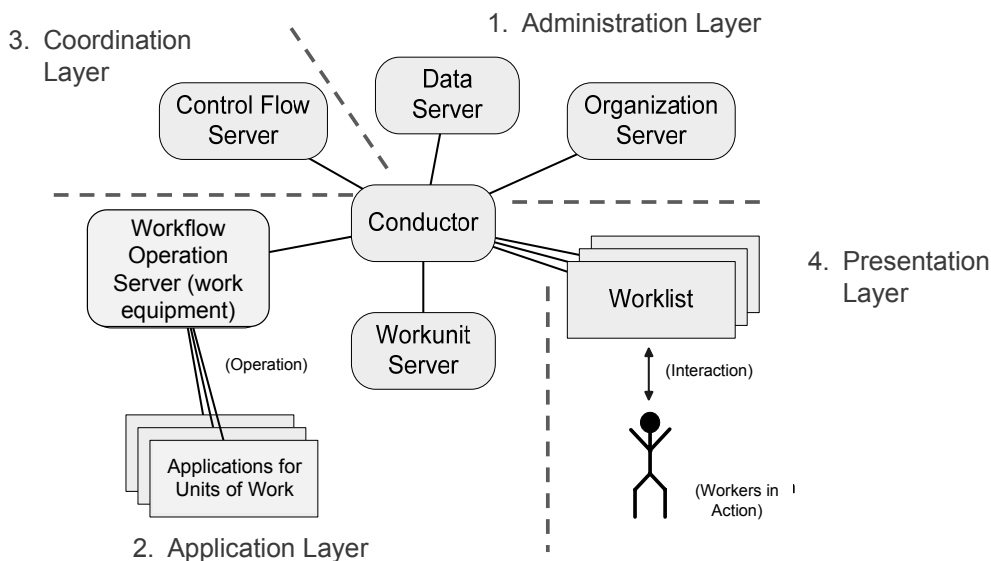 1. Administration Layer
3. Coordination
Layer
Data
Server
Control Flow
Server
Organization
Server
Conductor
Workflow
Operation
Server (work
equipment)
4. Presentation
Layer
Worklist
Workunit
Server
(Operation)
(Interaction)
Applications for
Units of Work
(Workers in
Action)
2. Application Layer